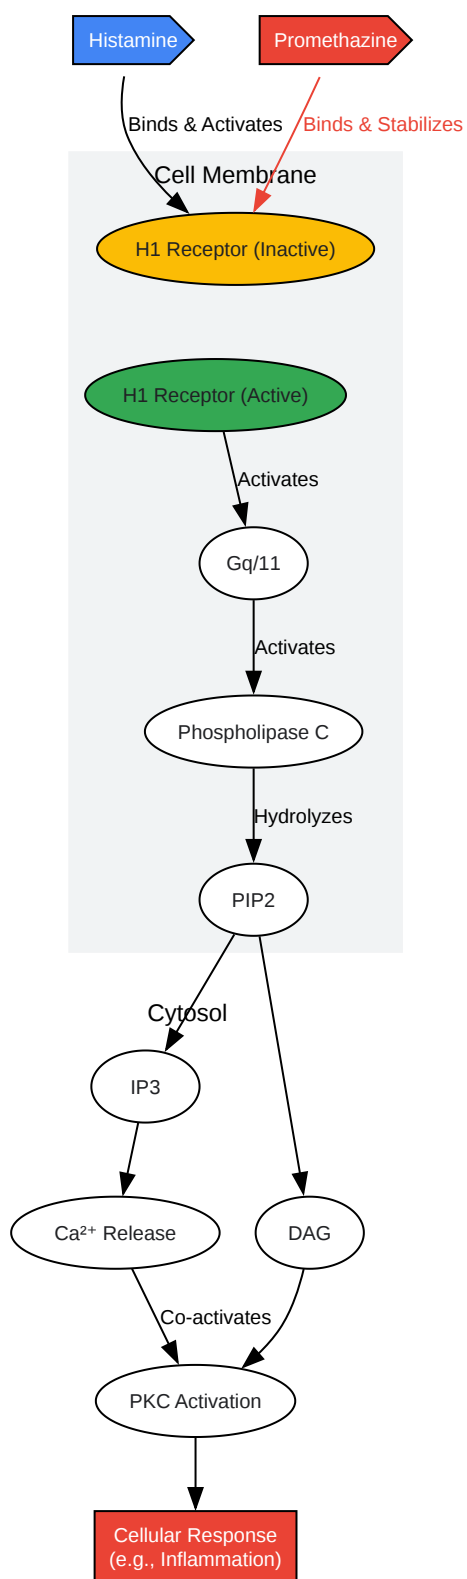 Histamine
Promethazine
Binds & Activates
Binds & Stabilizes
Cell Membrane
H1 Receptor (Inactive)
H1 Receptor (Active)
Activates
Gq/11
Activates
Phospholipase C
Hydrolyzes
PIP2
Cytosol
IP3
Ca²⁺ Release
DAG
Co-activates
PKC Activation
Cellular Response
(e.g., Inflammation)